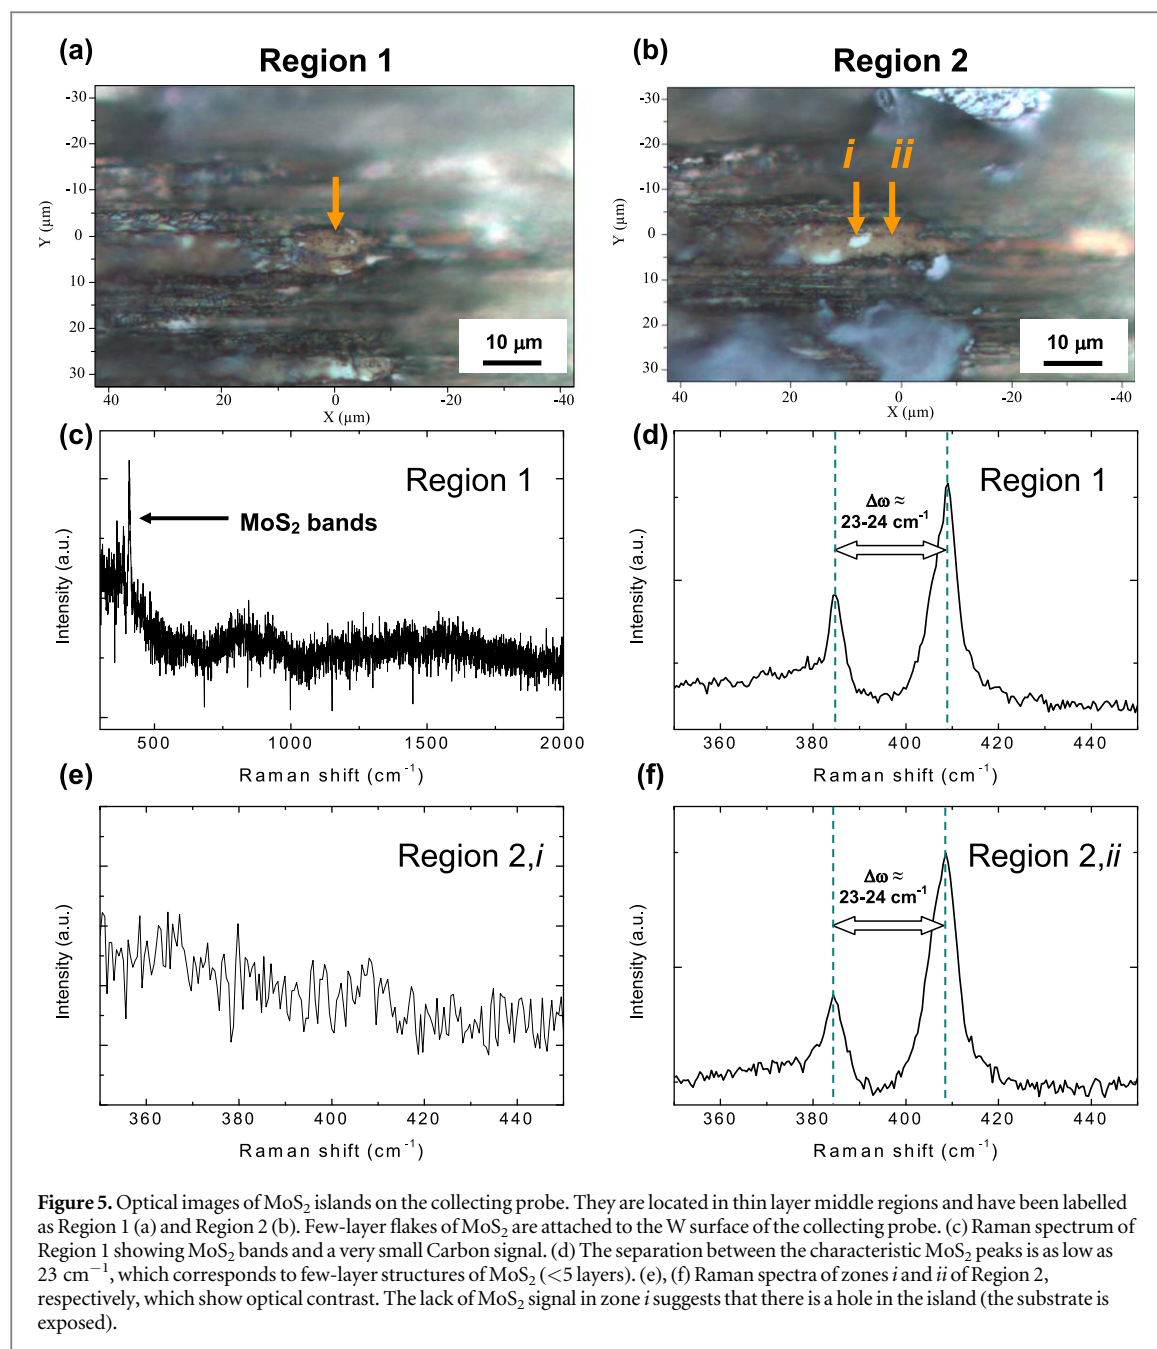 (a)
Region 1
(b)
Region 2
-30
-20
-10
0
10
20
30
Y (µm)
10 µm
40
20
0
-20
-40
X (µm)
-30
-20
-10
0
10
20
30
Y (µm)
i
ii
10 µm
40
20
0
-20
-40
X (µm)
(c)
Region 1
MoS₂ bands
Intensity (a.u.)
500
1000
1500
2000
Raman shift (cm⁻¹)
(d)
Region 1
Δω ≈
23-24 cm⁻¹
Intensity (a.u.)
360
380
400
420
440
Raman shift (cm⁻¹)
(e)
Region 2,i
Intensity (a.u.)
360
380
400
420
440
Raman shift (cm⁻¹)
(f)
Region 2,ii
Δω ≈
23-24 cm⁻¹
Intensity (a.u.)
360
380
400
420
440
Raman shift (cm⁻¹)
Figure 5. Optical images of MoS₂ islands on the collecting probe. They are located in thin layer middle regions and have been labelled
as Region 1 (a) and Region 2 (b). Few-layer flakes of MoS₂ are attached to the W surface of the collecting probe. (c) Raman spectrum of
Region 1 showing MoS₂ bands and a very small Carbon signal. (d) The separation between the characteristic MoS₂ peaks is as low as
23 cm⁻¹, which corresponds to few-layer structures of MoS₂ (<5 layers). (e), (f) Raman spectra of zones i and ii of Region 2,
respectively, which show optical contrast. The lack of MoS₂ signal in zone i suggests that there is a hole in the island (the substrate is
exposed).